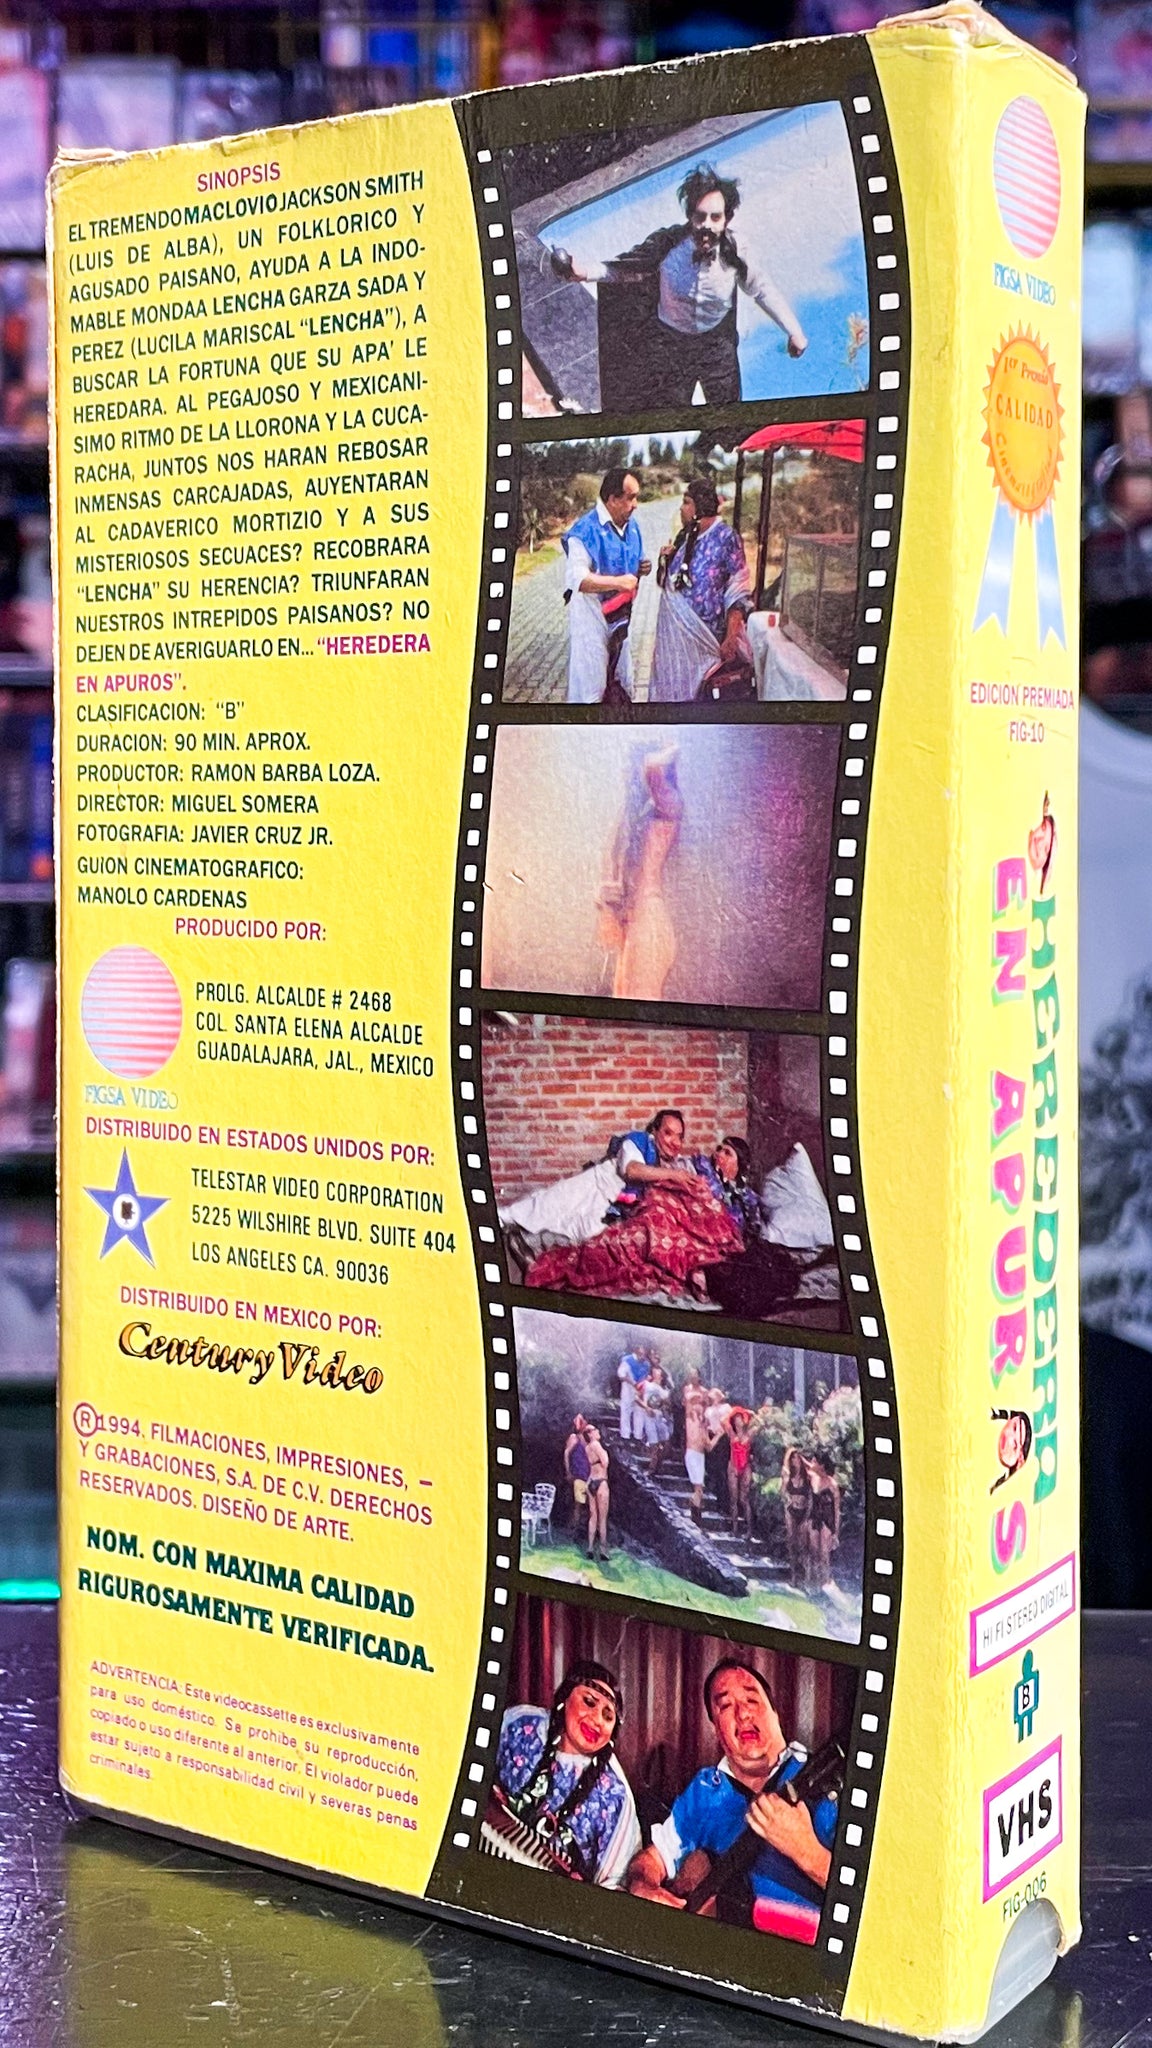 SINOPSIS
EL TREMENDO MACLOVIO JACKSON SMITH
(LUIS DE ALBA), UN FOLKLORICO Y
AGUSADO PAISANO, AYUDA A LA INDO-
MABLE MONDAA LENCHA GARZA SADA Y
PEREZ (LUCILA MARISCAL "LENCHA"), A
BUSCAR LA FORTUNA QUE SU APA' LE
HEREDARA. AL PEGAJOSO Y MEXICANI-
SIMO RITMO DE LA LLORONA Y LA CUCA-
RACHA, JUNTOS NOS HARAN REBOSAR
INMENSAS CARCAJADAS, AUYENTARAN
AL CADAVERICO MORTIZIO Y A SUS
MISTERIOSOS SECUACES? RECOBRARA
"LENCHA" SU HERENCIA? TRIUNFARAN
NUESTROS INTREPIDOS PAISANOS? NO
DEJEN DE AVERIGUARLO EN... "HEREDERA
EN APUROS".
CLASIFICACION: "B"
DURACION: 90 MIN. APROX.
PRODUCTOR: RAMON BARBA LOZA.
DIRECTOR: MIGUEL SOMERA
FOTOGRAFIA: JAVIER CRUZ JR.
GUION CINEMATOGRAFICO:
MANOLO CARDENAS
PRODUCIDO POR:
PROLG. ALCALDE # 2468
COL. SANTA ELENA ALCALDE
GUADALAJARA, JAL., MEXICO
FIGSA VIDEO
DISTRIBUIDO EN ESTADOS UNIDOS POR:
TELESTAR VIDEO CORPORATION
5225 WILSHIRE BLVD. SUITE 404
LOS ANGELES CA. 90036
DISTRIBUIDO EN MEXICO POR:
Century Video
®1994, FILMACIONES, IMPRESIONES, –
Y GRABACIONES, S.A. DE C.V. DERECHOS
RESERVADOS. DISEÑO DE ARTE.
NOM. CON MAXIMA CALIDAD
RIGUROSAMENTE VERIFICADA.
ADVERTENCIA: Este videocassette es exclusivamente
para uso doméstico. Se prohibe su reproducción,
copiado o uso diferente al anterior. El violador puede
estar sujeto a responsabilidad civil y severas penas
criminales.
FIGSA VIDEO
1er Premio
CALIDAD
EDICION PREMIADA
FIG-10
HEREDERA
EN APUROS
HI FI STEREO DIGITAL
B
VHS
FIG-006